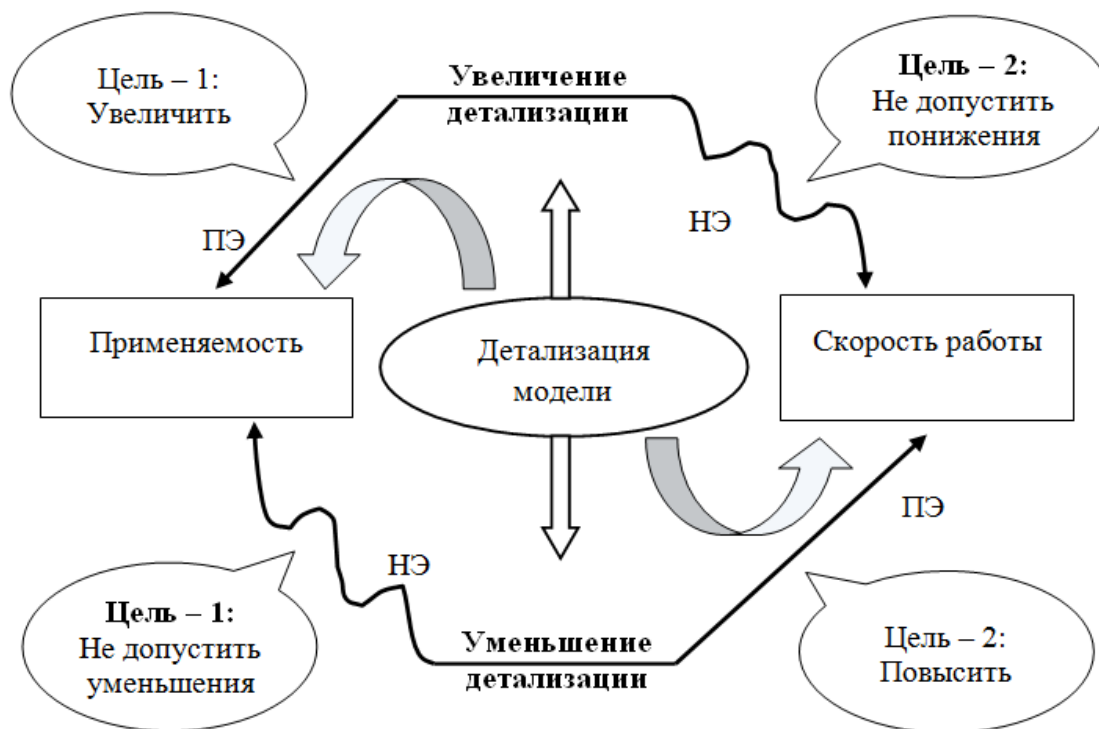 Цель – 1:
Увеличить
Увеличение
детализации
Цель – 2:
Не допустить
понижения
ПЭ
НЭ
Применяемость
Детализация
модели
Скорость работы
НЭ
ПЭ
Цель – 1:
Не допустить
уменьшения
Уменьшение
детализации
Цель – 2:
Повысить